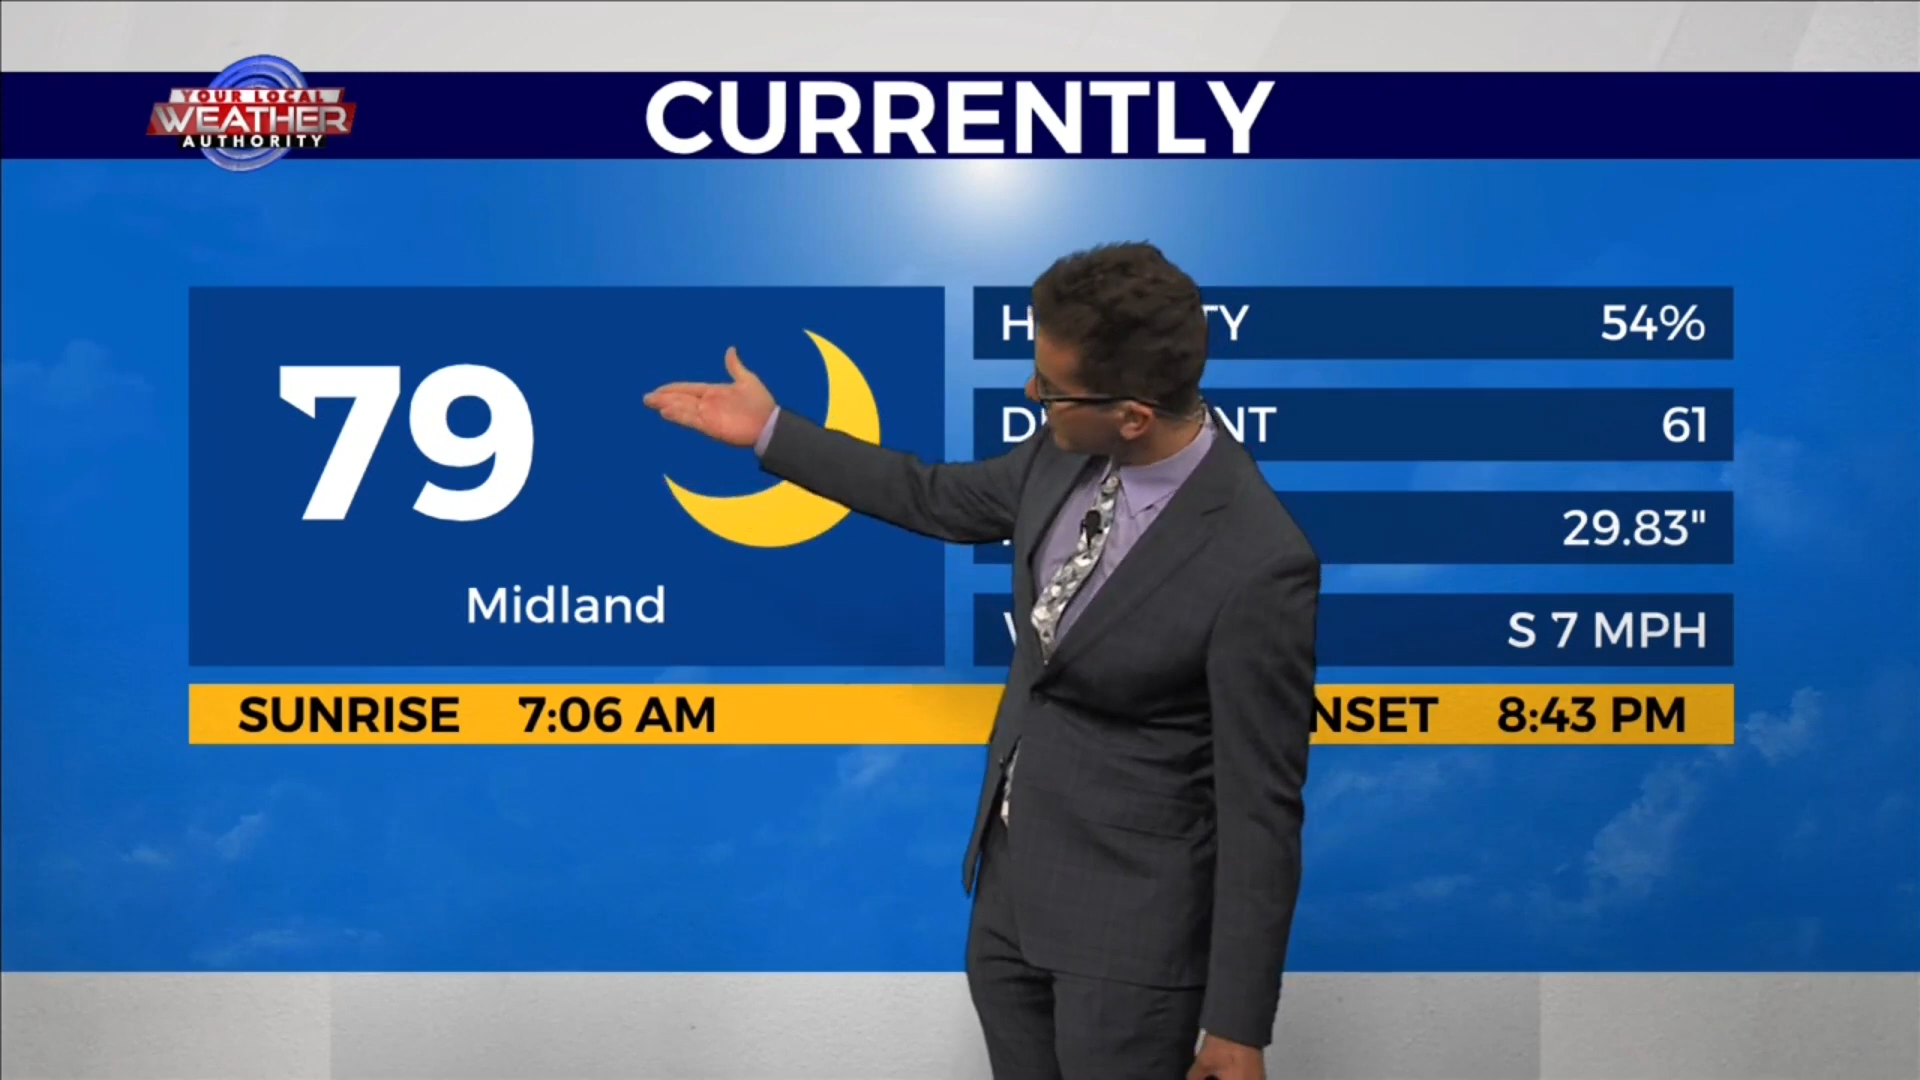 YOUR LOCAL
WEATHER
AUTHORITY
CURRENTLY
79
Midland
54%
61
29.83"
S 7 MPH
SUNRISE 7:06 AM
8:43 PM